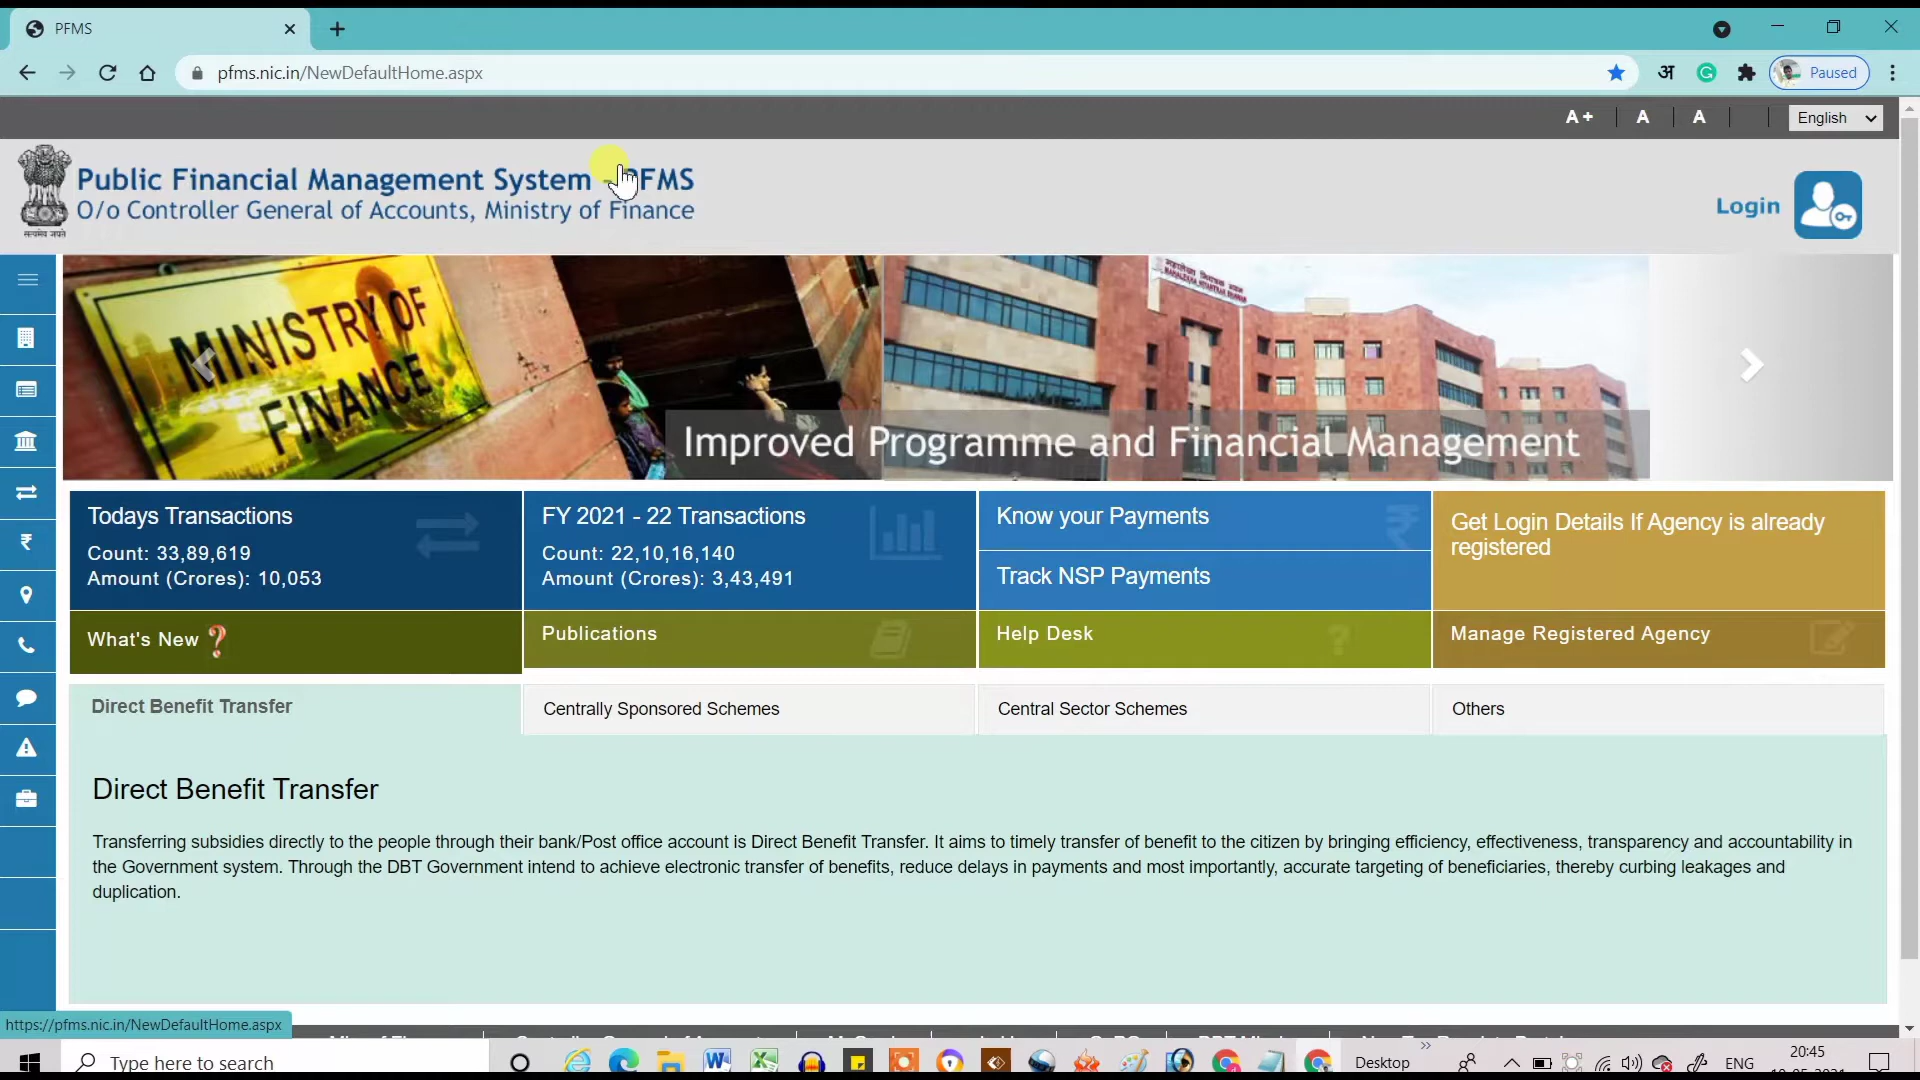 PFMS
pfms.nic.in/NewDefaultHome.aspx
अ
G
Paused
A+
A
A
English
Public Financial Management System - PFMS
O/o Controller General of Accounts, Ministry of Finance
सत्यमेव जयते
Login
MINISTRY OF
FINANCE
Improved Programme and Financial Management
Todays Transactions
Count: 33,89,619
Amount (Crores): 10,053
FY 2021 - 22 Transactions
Count: 22,10,16,140
Amount (Crores): 3,43,491
Know your Payments
Track NSP Payments
Get Login Details If Agency is already
registered
What's New ?
Publications
Help Desk
Manage Registered Agency
Direct Benefit Transfer
Centrally Sponsored Schemes
Central Sector Schemes
Others
Direct Benefit Transfer
Transferring subsidies directly to the people through their bank/Post office account is Direct Benefit Transfer. It aims to timely transfer of benefit to the citizen by bringing efficiency, effectiveness, transparency and accountability in
the Government system. Through the DBT Government intend to achieve electronic transfer of benefits, reduce delays in payments and most importantly, accurate targeting of beneficiaries, thereby curbing leakages and
duplication.
https://pfms.nic.in/NewDefaultHome.aspx
Type here to search
Desktop
ENG
20:45